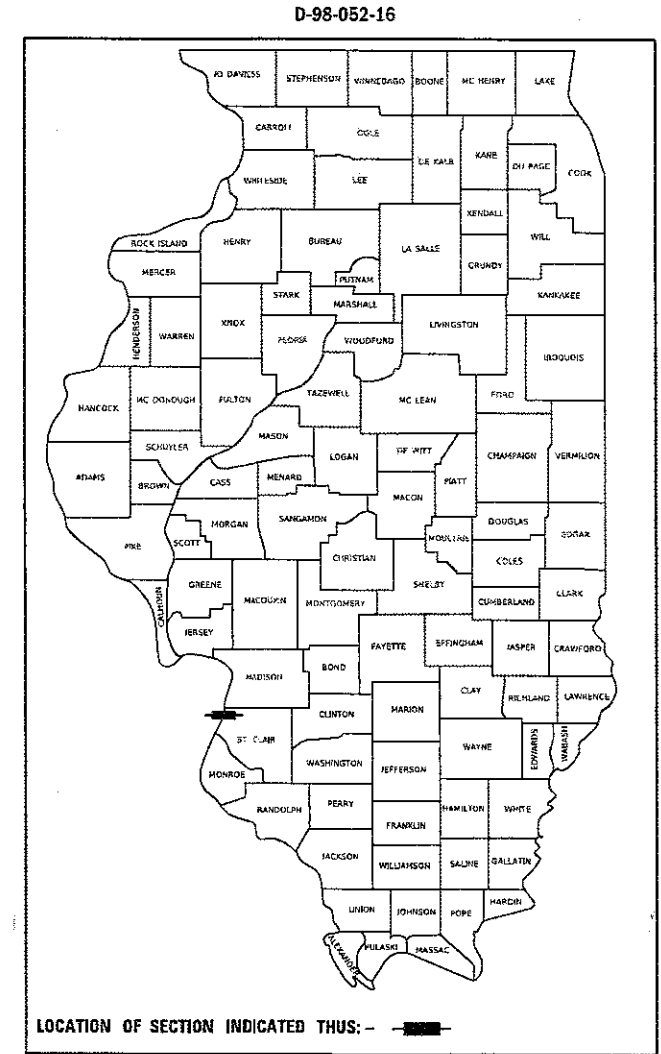 D-98-052-16
JO DAVIESS STEPHENSON WINNEBAGO BOONE MC HENRY LAKE
CARROLL OGLE DE KALB KANE DU PAGE COOK
WHITESIDE LEE KENDALL WILL
ROCK ISLAND HENRY BUREAU LA SALLE GRUNDY
MERCER PUTNAM KANKAKEE
STARK MARSHALL
HENDERSON WARREN KNOX PEORIA WOODFORD LIVINGSTON IROQUOIS
HANCOCK MC DONOUGH FULTON TAZEWELL MC LEAN FORD
SCHUYLER MASON LOGAN DE WITT CHAMPAIGN VERMILION
ADAMS BROWN CASS MENARD MACON PIATT
PIKE SCOTT MORGAN SANGAMON MOULTRIE DOUGLAS EDGAR
CHRISTIAN COLES
CALHOUN GREENE MACOUPIN MONTGOMERY SHELBY CUMBERLAND CLARK
JERSEY FAYETTE EFFINGHAM JASPER CRAWFORD
MADISON BOND
CLAY RICHLAND LAWRENCE
ST. CLAIR CLINTON MARION WAYNE EDWARDS WABASH
MONROE WASHINGTON JEFFERSON
RANDOLPH PERRY HAMILTON WHITE
FRANKLIN
JACKSON WILLIAMSON SALINE GALLATIN
UNION JOHNSON POPE HARDIN
ALEXANDER PULASKI MASSAC
LOCATION OF SECTION INDICATED THUS: -